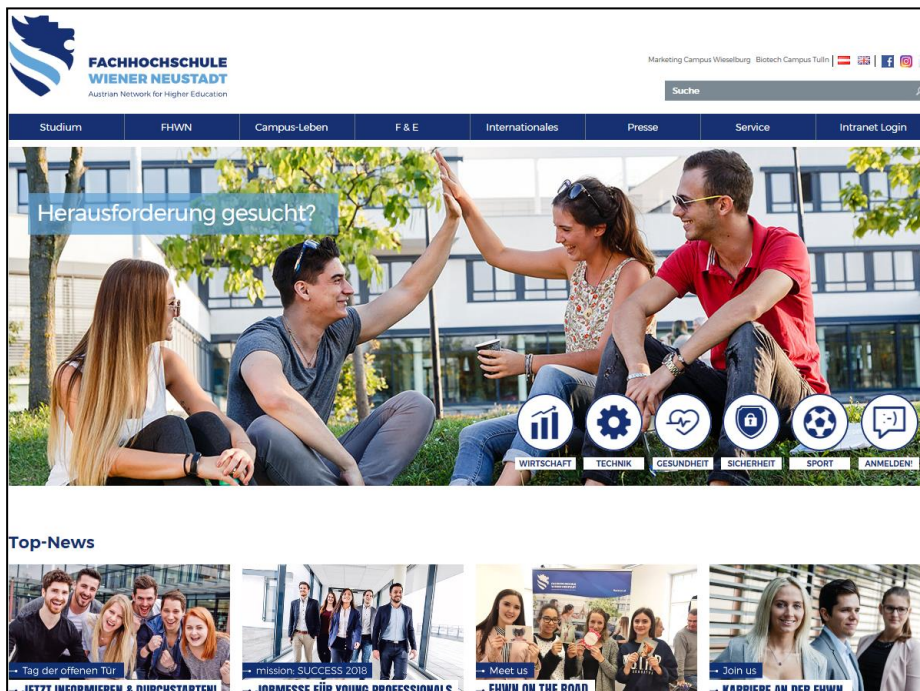 FACHHOCHSCHULE
WIENER NEUSTADT
Austrian Network for Higher Education
Marketing Campus Wieselburg Biotech Campus Tulln
Suche
Studium FHWN Campus-Leben F & E Internationales Presse Service Intranet Login
Herausforderung gesucht?
WIRTSCHAFT TECHNIK GESUNDHEIT SICHERHEIT SPORT ANMELDEN!
Top-News
Tag der offenen Tür
JETZT INFORMIEREN & DURCHSTARTEN!
mission: SUCCESS 2018
JOBMESSE FÜR YOUNG PROFESSIONALS
Meet us
FHWN ON THE ROAD
Join us
KARRIERE AN DER FHWN